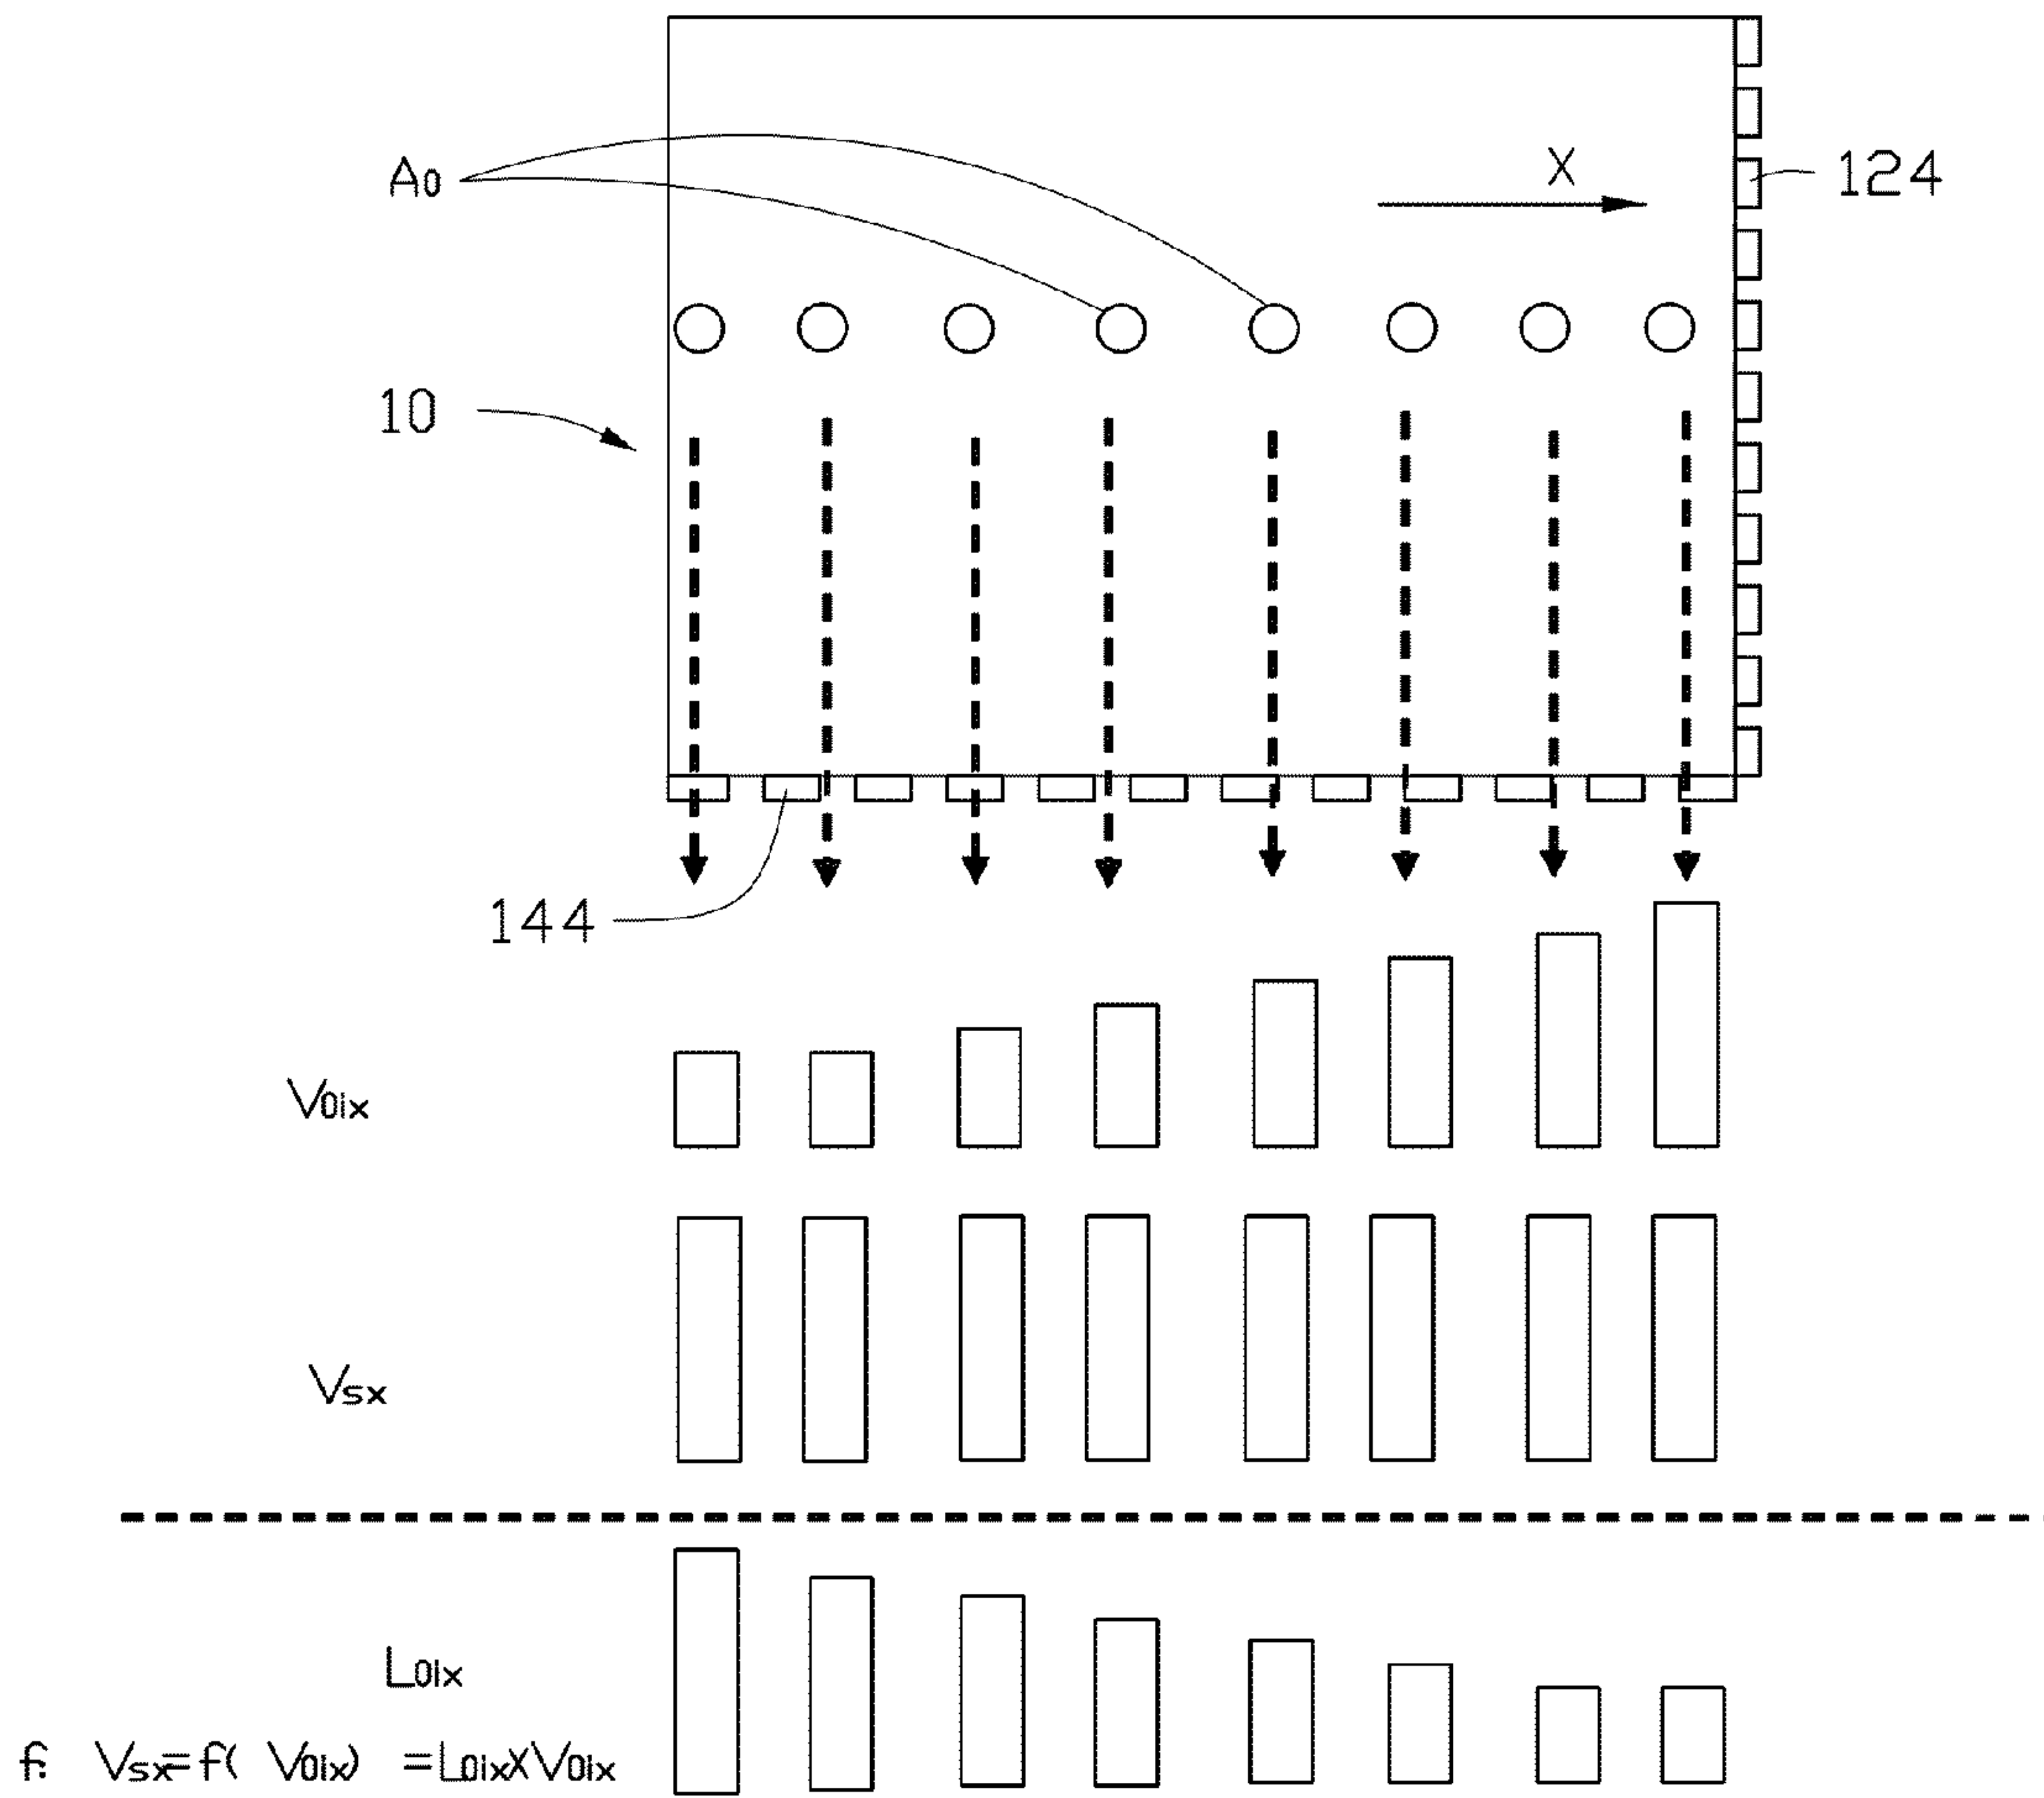 X
A0
124
10
144
V0ix
Vsx
L0ix
f: Vsx=f( V0ix) =L0ixXV0ix